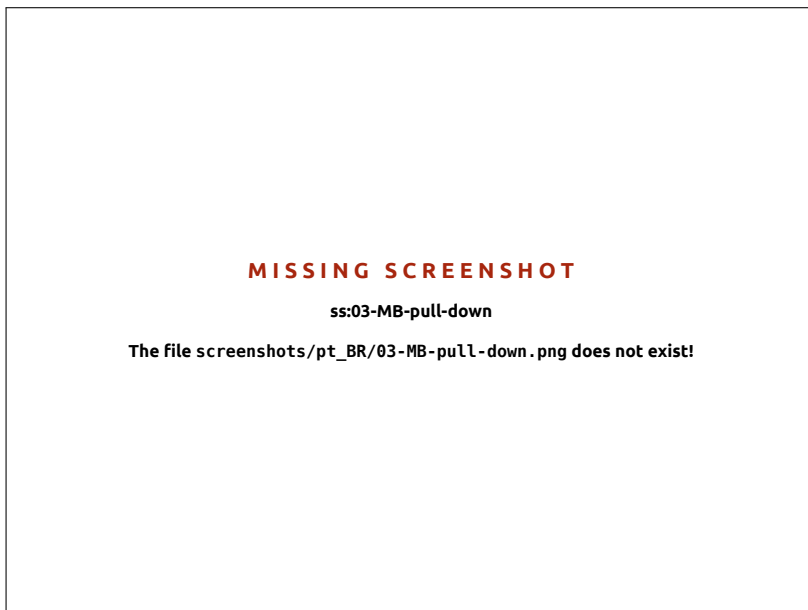 MISSING SCREENSHOT
ss:03-MB-pull-down
The file screenshots/pt_BR/03-MB-pull-down.png does not exist!